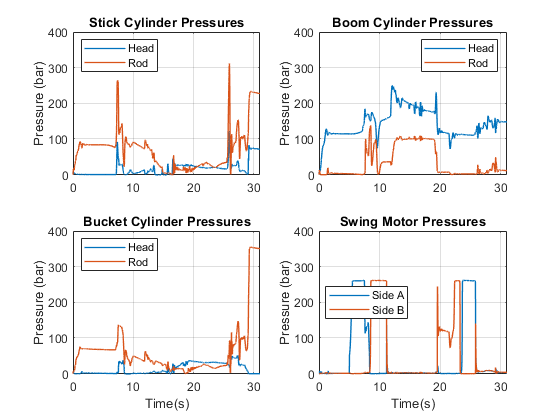 Stick Cylinder Pressures
400
300
200
100
0
Pressure (bar)
Head
Rod
0
10
20
30
Boom Cylinder Pressures
400
300
200
100
0
Pressure (bar)
Head
Rod
0
10
20
30
Bucket Cylinder Pressures
400
300
200
100
0
Pressure (bar)
Head
Rod
0
10
20
30
Time(s)
Swing Motor Pressures
400
300
200
100
0
Pressure (bar)
Side A
Side B
0
10
20
30
Time(s)